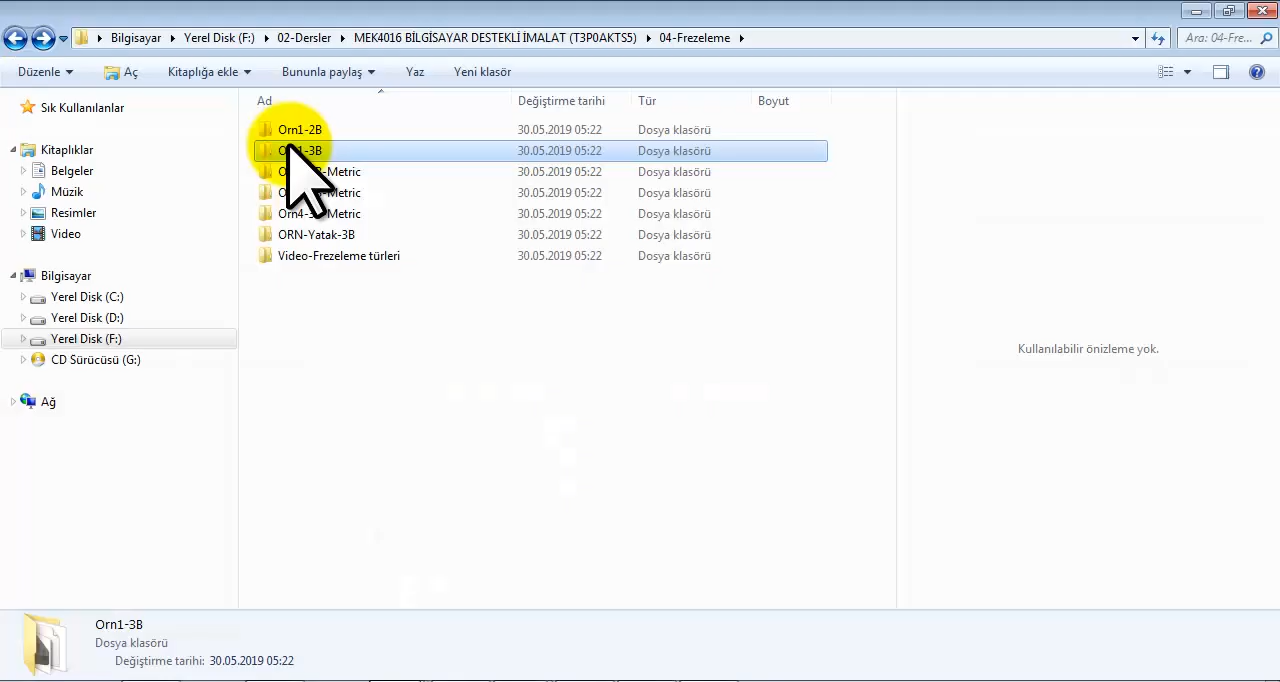 Bilgisayar
Yerel Disk (F:)
02-Dersler
MEK4016 BİLGİSAYAR DESTEKLİ İMALAT (T3P0AKTS5)
04-Frezeleme
Ara: 04-Fre...
Düzenle
Aç
Kitaplığa ekle
Bununla paylaş
Yaz
Yeni klasör
Sık Kullanılanlar
Kitaplıklar
Belgeler
Müzik
Resimler
Video
Bilgisayar
Yerel Disk (C:)
Yerel Disk (D:)
Yerel Disk (F:)
CD Sürücüsü (G:)
Ağ
Ad Değiştirme tarihi Tür Boyut
Orn1-2B 30.05.2019 05:22 Dosya klasörü
Orn1-3B 30.05.2019 05:22 Dosya klasörü
-Metric 30.05.2019 05:22 Dosya klasörü
-Metric 30.05.2019 05:22 Dosya klasörü
Orn4-3 -Metric 30.05.2019 05:22 Dosya klasörü
ORN-Yatak-3B 30.05.2019 05:22 Dosya klasörü
Video-Frezeleme türleri 30.05.2019 05:22 Dosya klasörü
Kullanılabilir önizleme yok.
Orn1-3B
Dosya klasörü
Değiştirme tarihi: 30.05.2019 05:22